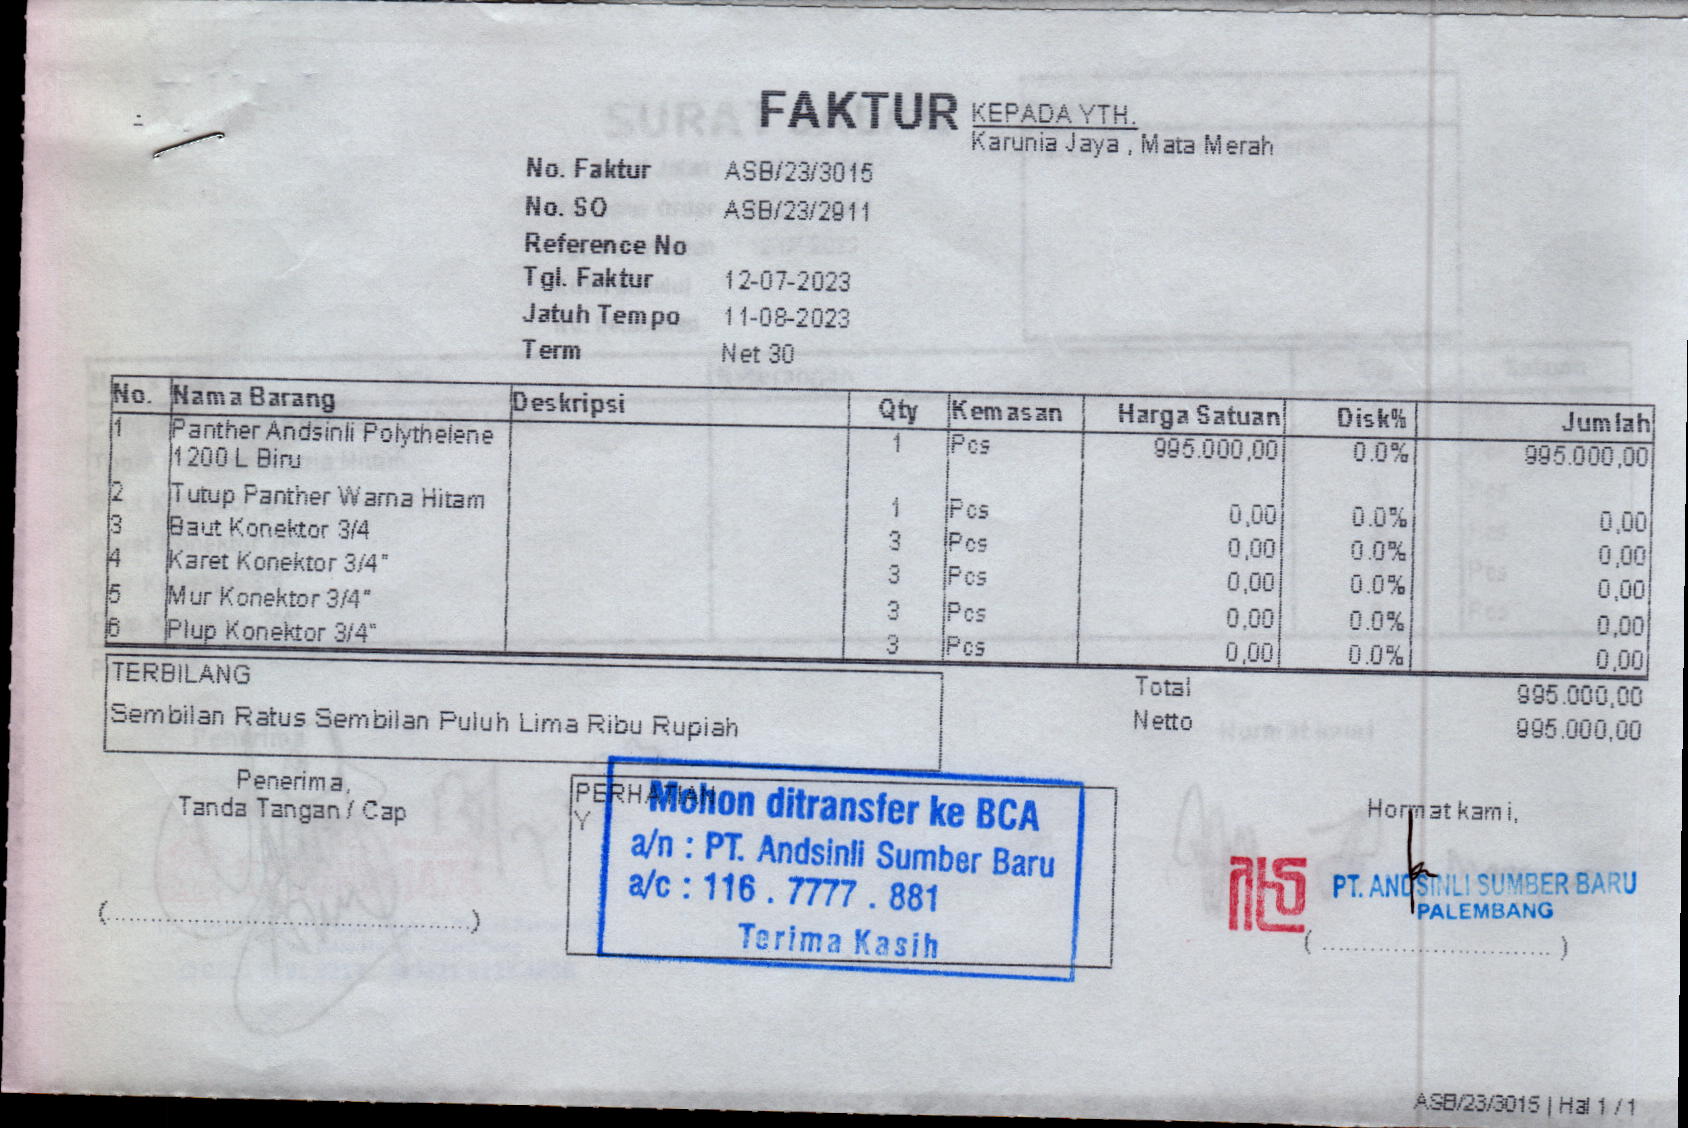 FAKTUR
KEPADA YTH.
Karunia Jaya , Mata Merah
No. Faktur ASB/23/3015
No. SO ASB/23/2911
Reference No
Tgl. Faktur 12-07-2023
Jatuh Tempo 11-08-2023
Term Net 30
No. Nama Barang Deskripsi Qty Kemasan Harga Satuan Disk% Jumlah
1 Panther Andsinli Polythelene 1 Pcs 995.000,00 0.0% 995.000,00
1200 L Biru
2 Tutup Panther Warna Hitam 1 Pcs 0,00 0.0% 0,00
3 Baut Konektor 3/4 3 Pcs 0,00 0.0% 0,00
4 Karet Konektor 3/4" 3 Pcs 0,00 0.0% 0,00
5 Mur Konektor 3/4" 3 Pcs 0,00 0.0% 0,00
6 Plup Konektor 3/4" 3 Pcs 0,00 0.0% 0,00
TERBILANG
Sembilan Ratus Sembilan Puluh Lima Ribu Rupiah
Total 995.000,00
Netto 995.000,00
Penerima,
Tanda Tangan / Cap
(..........................................)
PERHATIAN
Y
Mohon ditransfer ke BCA
a/n : PT. Andsinli Sumber Baru
a/c : 116 . 7777 . 881
Terima Kasih
Hormat kami,
PT. ANDSINLI SUMBER BARU
PALEMBANG
( .......................... )
ASB/23/3015 | Hal 1 / 1